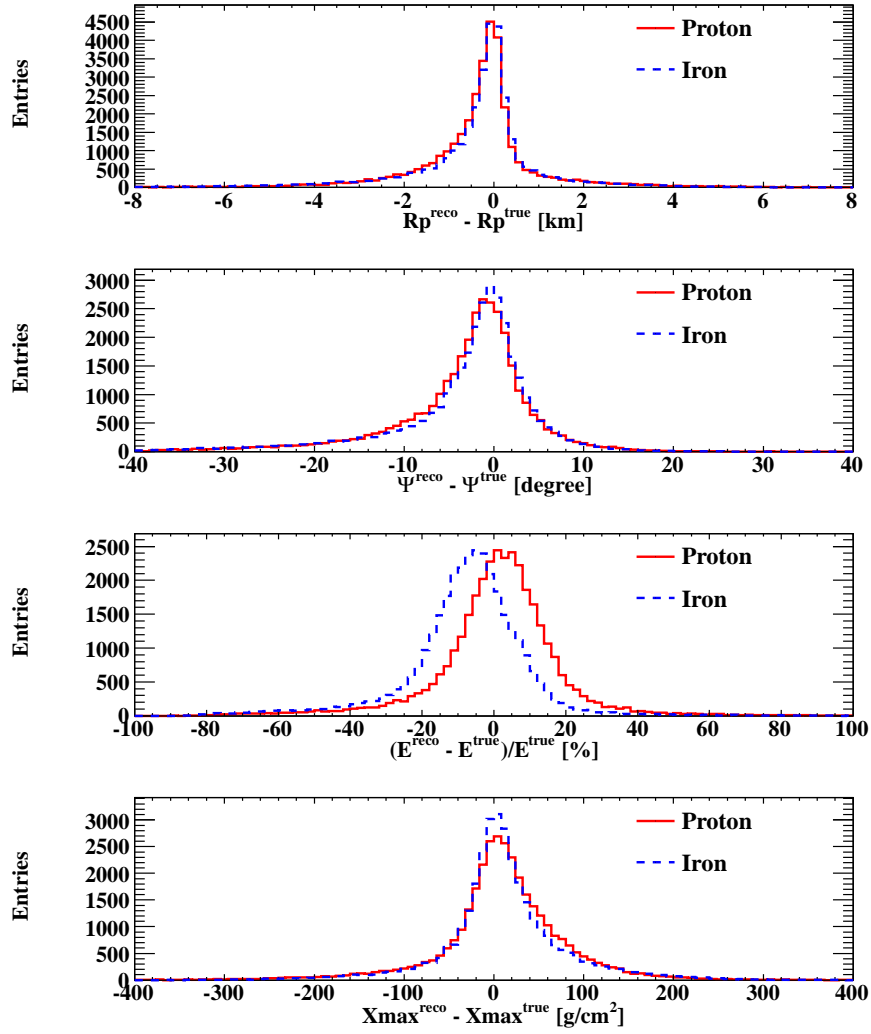 4500
4000
3500
3000
2500
2000
1500
1000
500
0
Entries
Proton
Iron
-8 -6 -4 -2 0 2 4 6 8
Rp^reco - Rp^true [km]
3000
2500
2000
1500
1000
500
0
Entries
Proton
Iron
-40 -30 -20 -10 0 10 20 30 40
Ψ^reco - Ψ^true [degree]
2500
2000
1500
1000
500
0
Entries
Proton
Iron
-100 -80 -60 -40 -20 0 20 40 60 80 100
(E^reco - E^true)/E^true [%]
3000
2500
2000
1500
1000
500
0
Entries
Proton
Iron
-400 -300 -200 -100 0 100 200 300 400
Xmax^reco - Xmax^true [g/cm²]